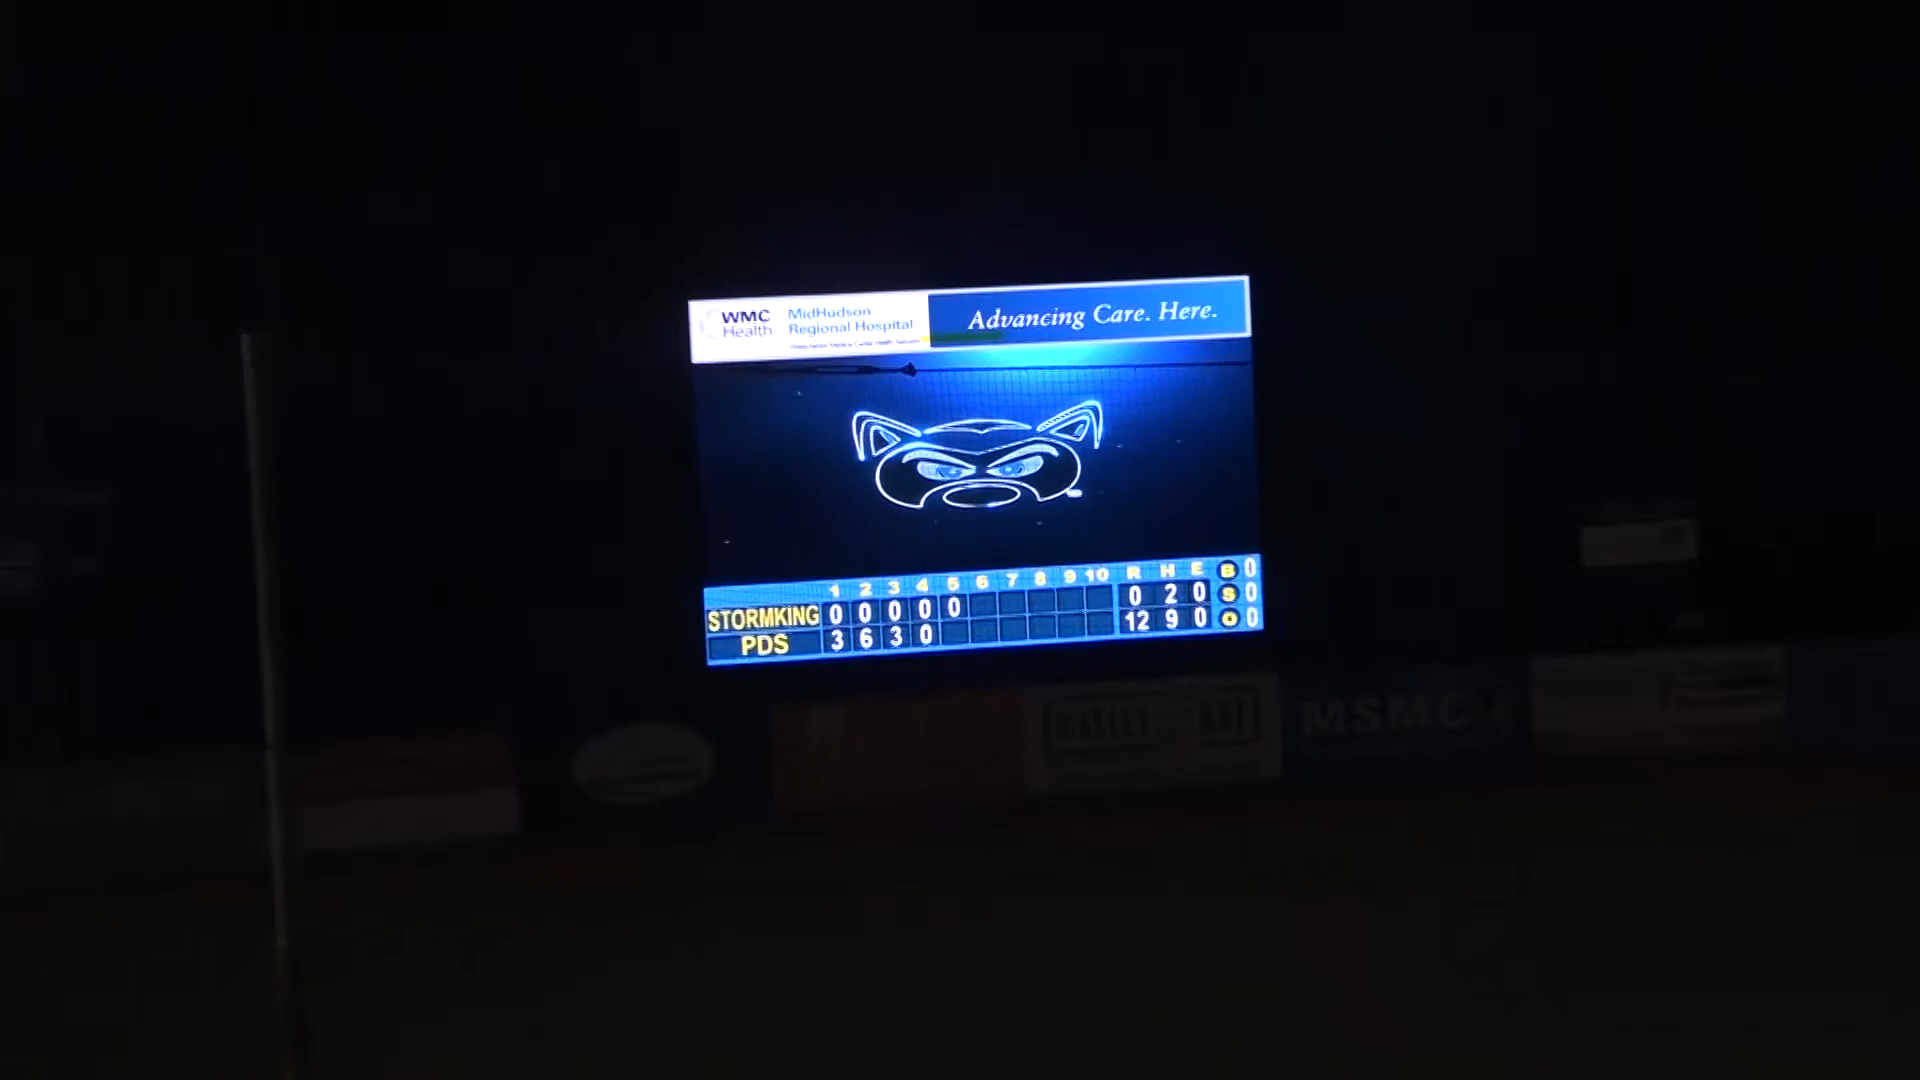 WMC
Health
MidHudson
Regional Hospital
Advancing Care. Here.
1 2 3 4 5 6 7 8 9 10 R H E B 0
STORMKING 0 0 0 0 0 0 2 0 S 0
PDS 3 6 3 0 12 9 0 O 0
MSMC